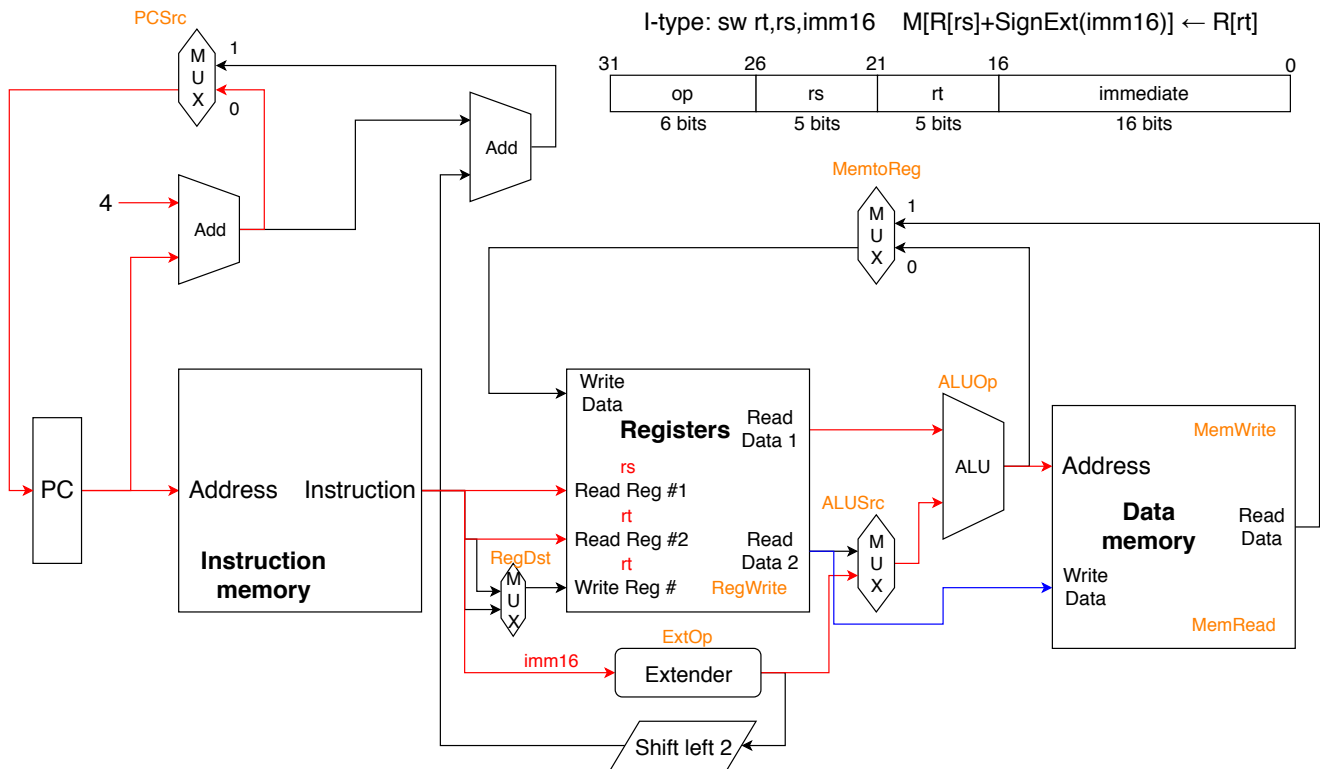 I-type: sw rt,rs,imm16 M[R[rs]+SignExt(imm16)] ← R[rt]
31 26 21 16 0
op rs rt immediate
6 bits 5 bits 5 bits 16 bits
PCSrc
M
U
X
1
0
Add
4
Add
MemtoReg
M
U
X
1
0
PC
Address Instruction
Instruction
memory
Write
Data
Registers
Read
Data 1
rs
Read Reg #1
rt
Read Reg #2
rt
Write Reg #
Read
Data 2
RegWrite
RegDst
M
U
X
imm16
ExtOp
Extender
Shift left 2
ALUOp
ALU
ALUSrc
M
U
X
MemWrite
Address
Data
memory
Read
Data
Write
Data
MemRead